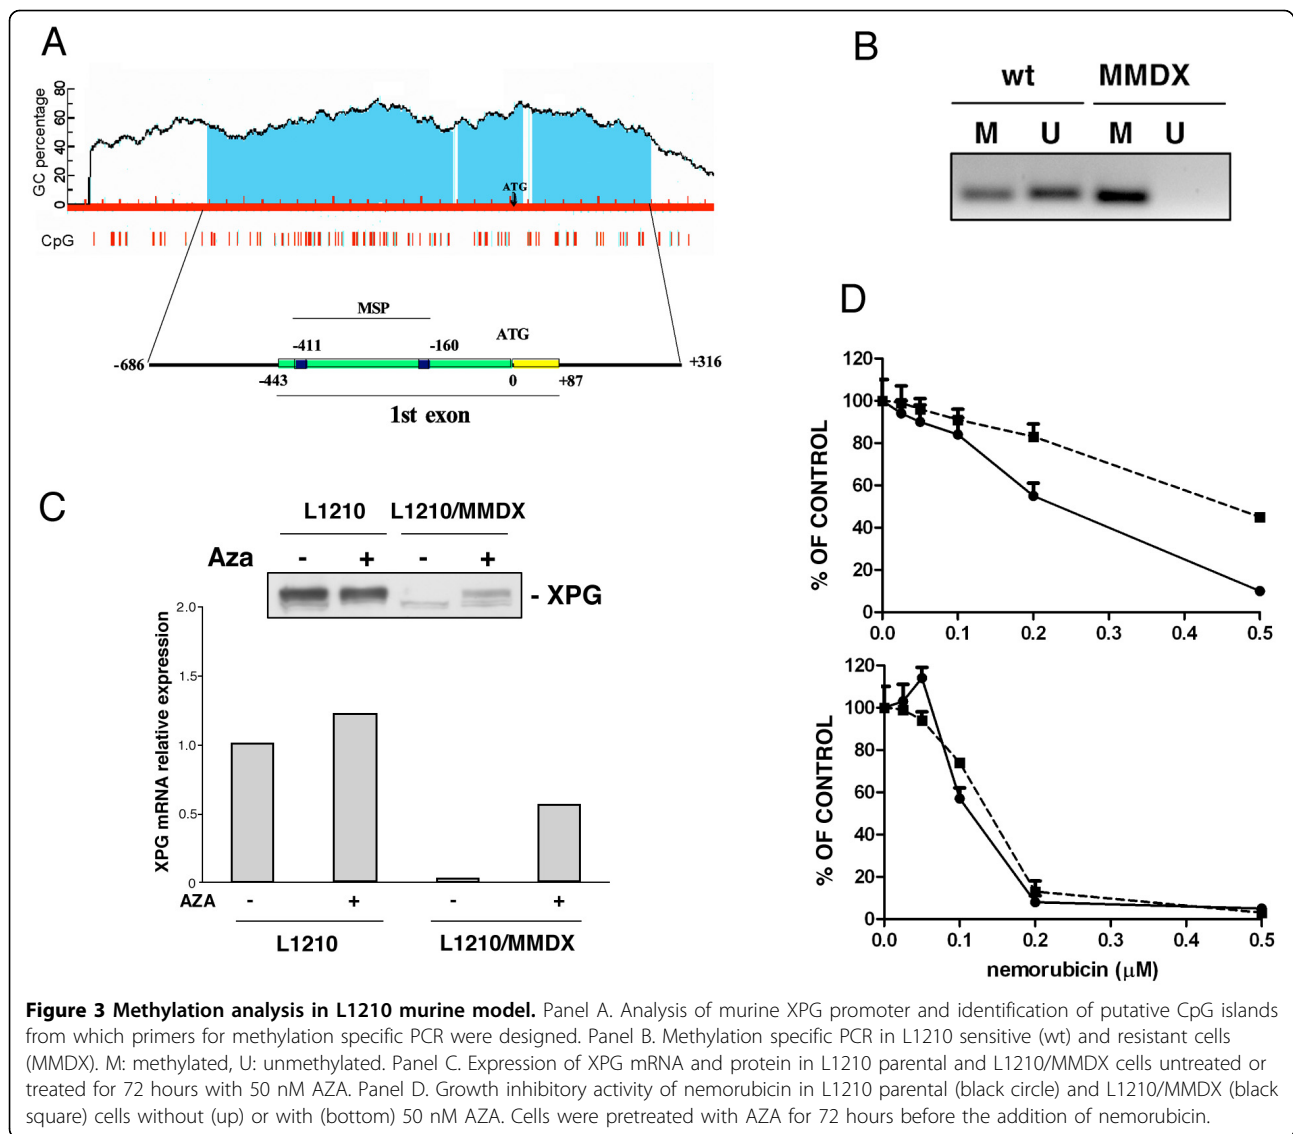 A
GC percentage
80
60
40
20
0
ATG
CpG
MSP
ATG
-411
-160
-686
+316
-443
0
+87
1st exon
B
wt MMDX
M U M U
C
L1210 L1210/MMDX
Aza - + - +
- XPG
XPG mRNA relative expression
2.0
1.5
1.0
0.5
0
AZA - + - +
L1210 L1210/MMDX
D
% OF CONTROL
120
100
80
60
40
20
0
0.0 0.1 0.2 0.3 0.4 0.5
% OF CONTROL
120
100
80
60
40
20
0
0.0 0.1 0.2 0.3 0.4 0.5
nemorubicin (μM)
Figure 3 Methylation analysis in L1210 murine model. Panel A. Analysis of murine XPG promoter and identification of putative CpG islands
from which primers for methylation specific PCR were designed. Panel B. Methylation specific PCR in L1210 sensitive (wt) and resistant cells
(MMDX). M: methylated, U: unmethylated. Panel C. Expression of XPG mRNA and protein in L1210 parental and L1210/MMDX cells untreated or
treated for 72 hours with 50 nM AZA. Panel D. Growth inhibitory activity of nemorubicin in L1210 parental (black circle) and L1210/MMDX (black
square) cells without (up) or with (bottom) 50 nM AZA. Cells were pretreated with AZA for 72 hours before the addition of nemorubicin.